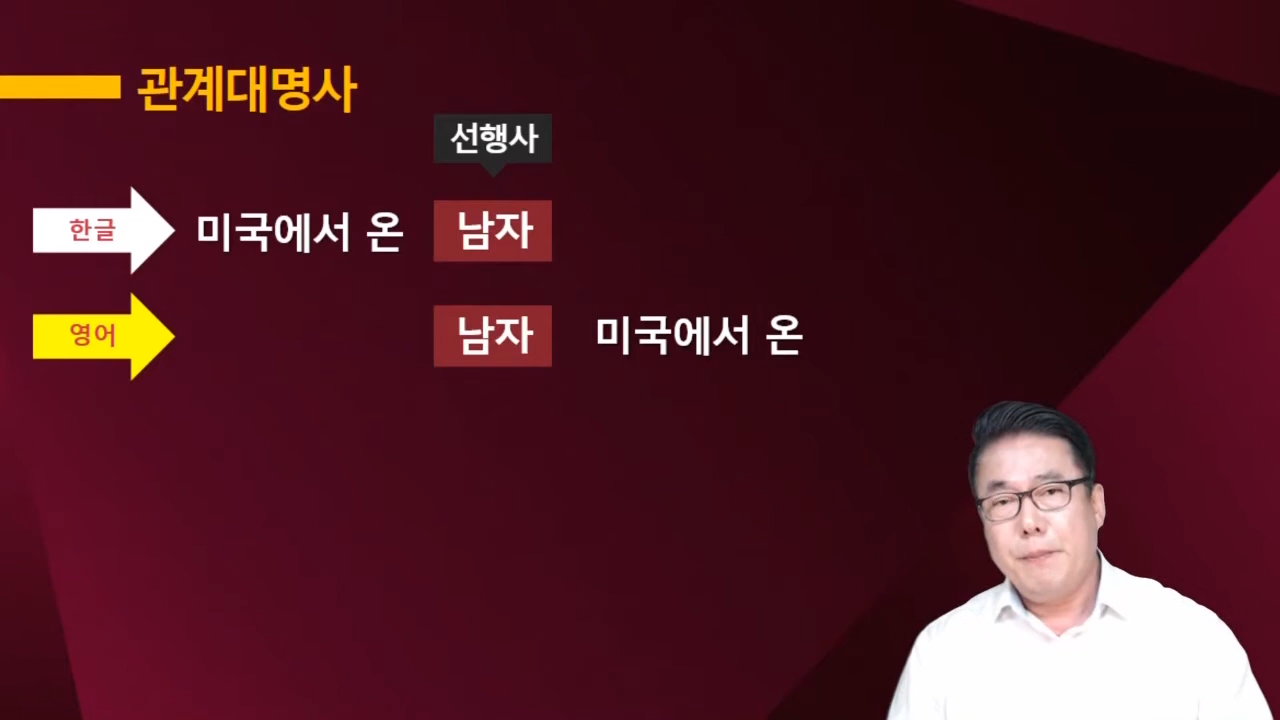 관계대명사
선행사
한글 미국에서 온 남자
영어 남자 미국에서 온